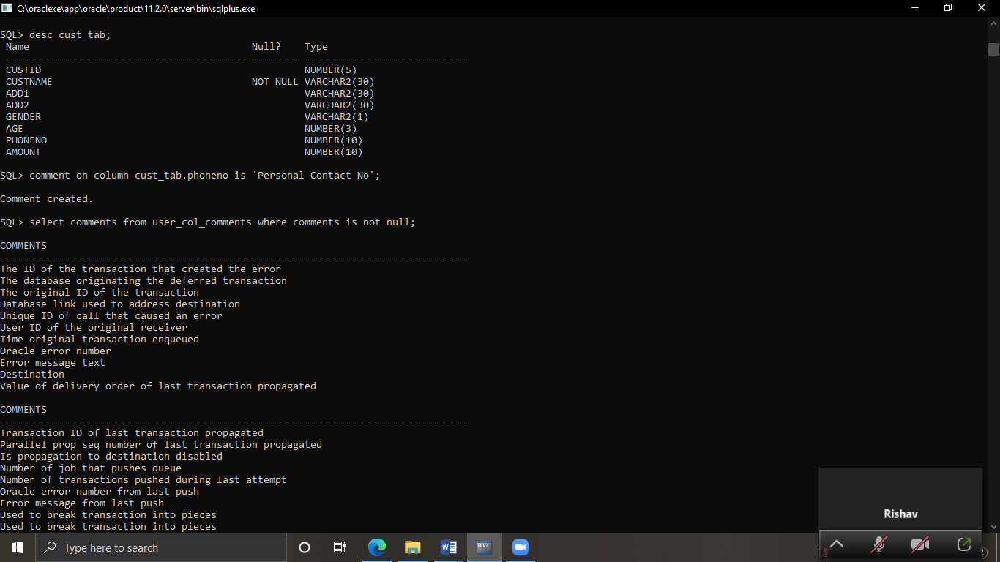 C:\oraclexe\app\oracle\product\11.2.0\server\bin\sqlplus.exe
SQL> desc cust_tab;
Name Null? Type
----------------------------------------- -------- ----------------------------
CUSTID NUMBER(5)
CUSTNAME NOT NULL VARCHAR2(30)
ADD1 VARCHAR2(30)
ADD2 VARCHAR2(30)
GENDER VARCHAR2(1)
AGE NUMBER(3)
PHONENO NUMBER(10)
AMOUNT NUMBER(10)
SQL> comment on column cust_tab.phoneno is 'Personal Contact No';
Comment created.
SQL> select comments from user_col_comments where comments is not null;
COMMENTS
--------------------------------------------------------------------------------
The ID of the transaction that created the error
The database originating the deferred transaction
The original ID of the transaction
Database link used to address destination
Unique ID of call that caused an error
User ID of the original receiver
Time original transaction enqueued
Oracle error number
Error message text
Destination
Value of delivery_order of last transaction propagated
COMMENTS
--------------------------------------------------------------------------------
Transaction ID of last transaction propagated
Parallel prop seq number of last transaction propagated
Is propagation to destination disabled
Number of job that pushes queue
Number of transactions pushed during last attempt
Oracle error number from last push
Error message from last push
Used to break transaction into pieces
Used to break transaction into pieces
Rishav
Type here to search